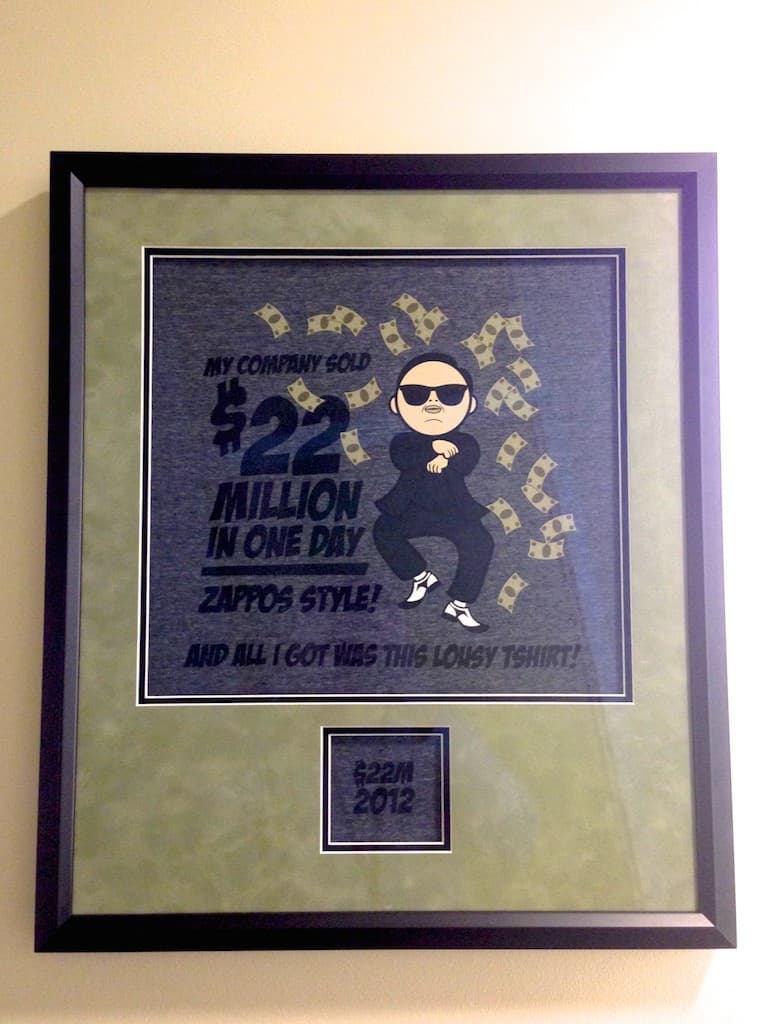 MY COMPANY SOLD
$22
MILLION
IN ONE DAY
ZAPPOS STYLE!
AND ALL I GOT WAS THIS LOUSY TSHIRT!
$22M
2012